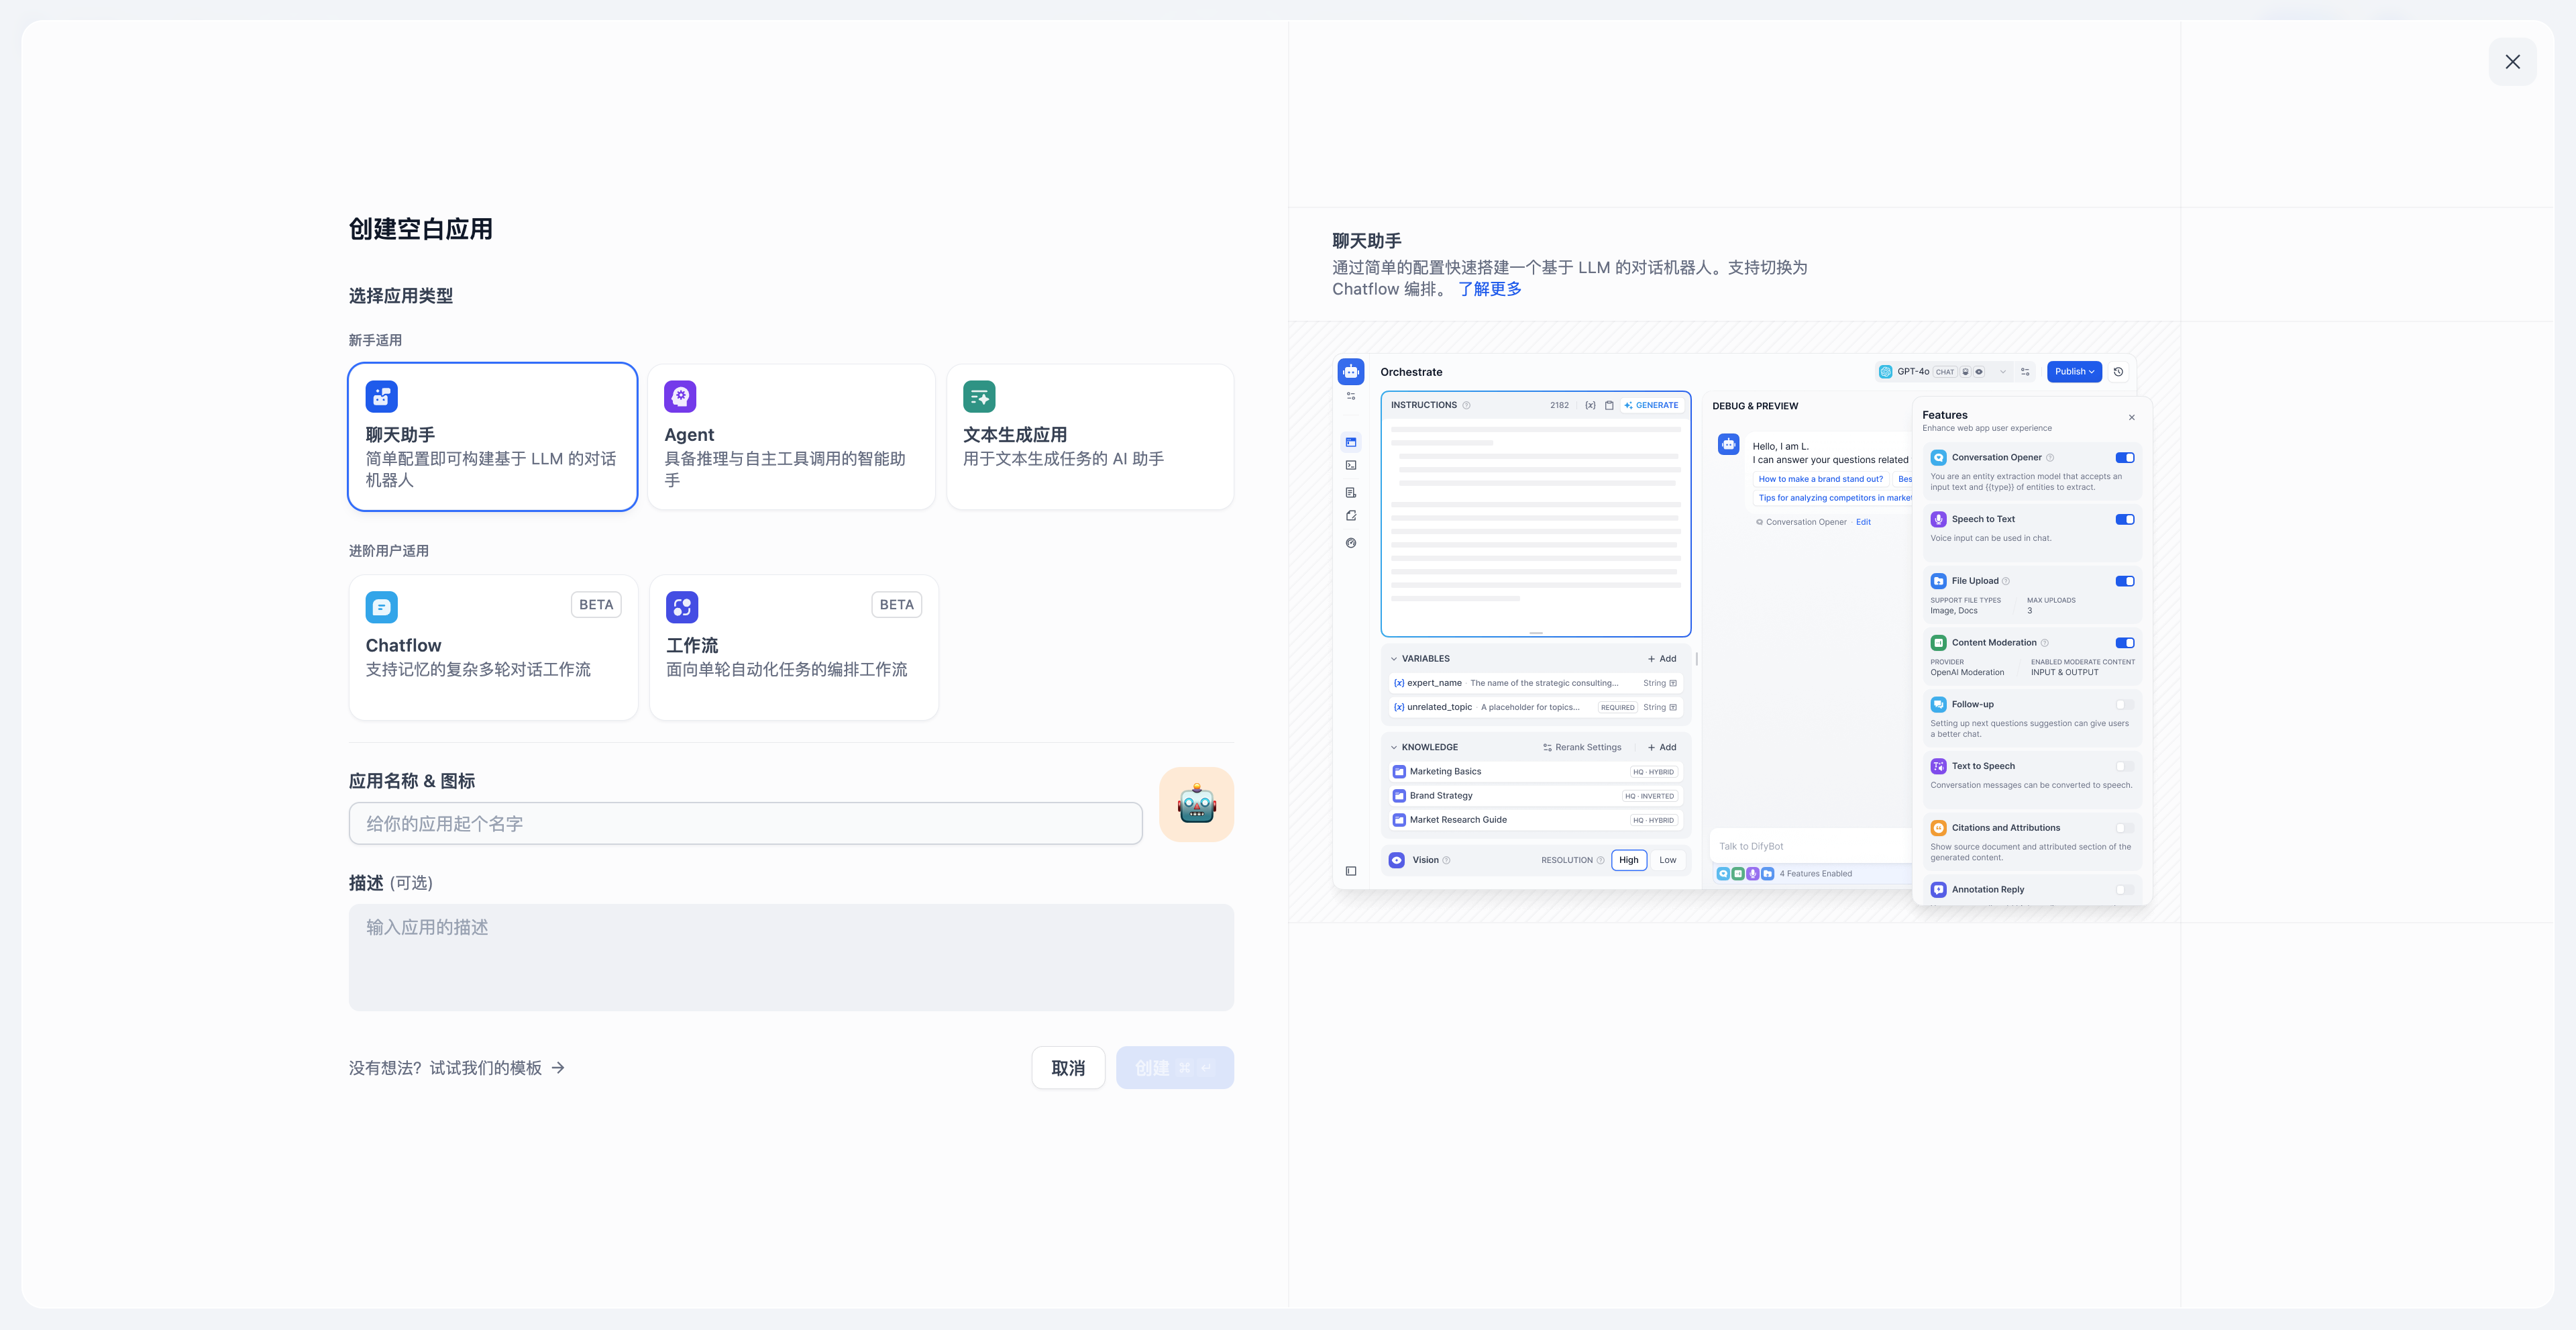 创建空白应用
选择应用类型
新手适用
聊天助手
简单配置即可构建基于 LLM 的对话
机器人
Agent
具备推理与自主工具调用的智能助
手
文本生成应用
用于文本生成任务的 AI 助手
进阶用户适用
BETA
Chatflow
支持记忆的复杂多轮对话工作流
BETA
工作流
面向单轮自动化任务的编排工作流
应用名称 & 图标
给你的应用起个名字
描述 (可选)
输入应用的描述
没有想法? 试试我们的模板 →
取消
创建 ⌘ ↵
聊天助手
通过简单的配置快速搭建一个基于 LLM 的对话机器人。支持切换为
Chatflow 编排。 了解更多
Orchestrate
GPT-4o CHAT
Publish
INSTRUCTIONS
2182
{x}
GENERATE
VARIABLES
+ Add
{x} expert_name · The name of the strategic consulting... String
{x} unrelated_topic · A placeholder for topics... REQUIRED String
KNOWLEDGE
Rerank Settings
+ Add
Marketing Basics HQ · HYBRID
Brand Strategy HQ · INVERTED
Market Research Guide HQ · HYBRID
Vision
RESOLUTION High Low
DEBUG & PREVIEW
Hello, I am L.
I can answer your questions related
How to make a brand stand out? Bes
Tips for analyzing competitors in market
Conversation Opener · Edit
Talk to DifyBot
4 Features Enabled
Features
Enhance web app user experience
Conversation Opener
You are an entity extraction model that accepts an
input text and {{type}} of entities to extract.
Speech to Text
Voice input can be used in chat.
File Upload
SUPPORT FILE TYPES MAX UPLOADS
Image, Docs 3
Content Moderation
PROVIDER ENABLED MODERATE CONTENT
OpenAI Moderation INPUT & OUTPUT
Follow-up
Setting up next questions suggestion can give users
a better chat.
Text to Speech
Conversation messages can be converted to speech.
Citations and Attributions
Show source document and attributed section of the
generated content.
Annotation Reply